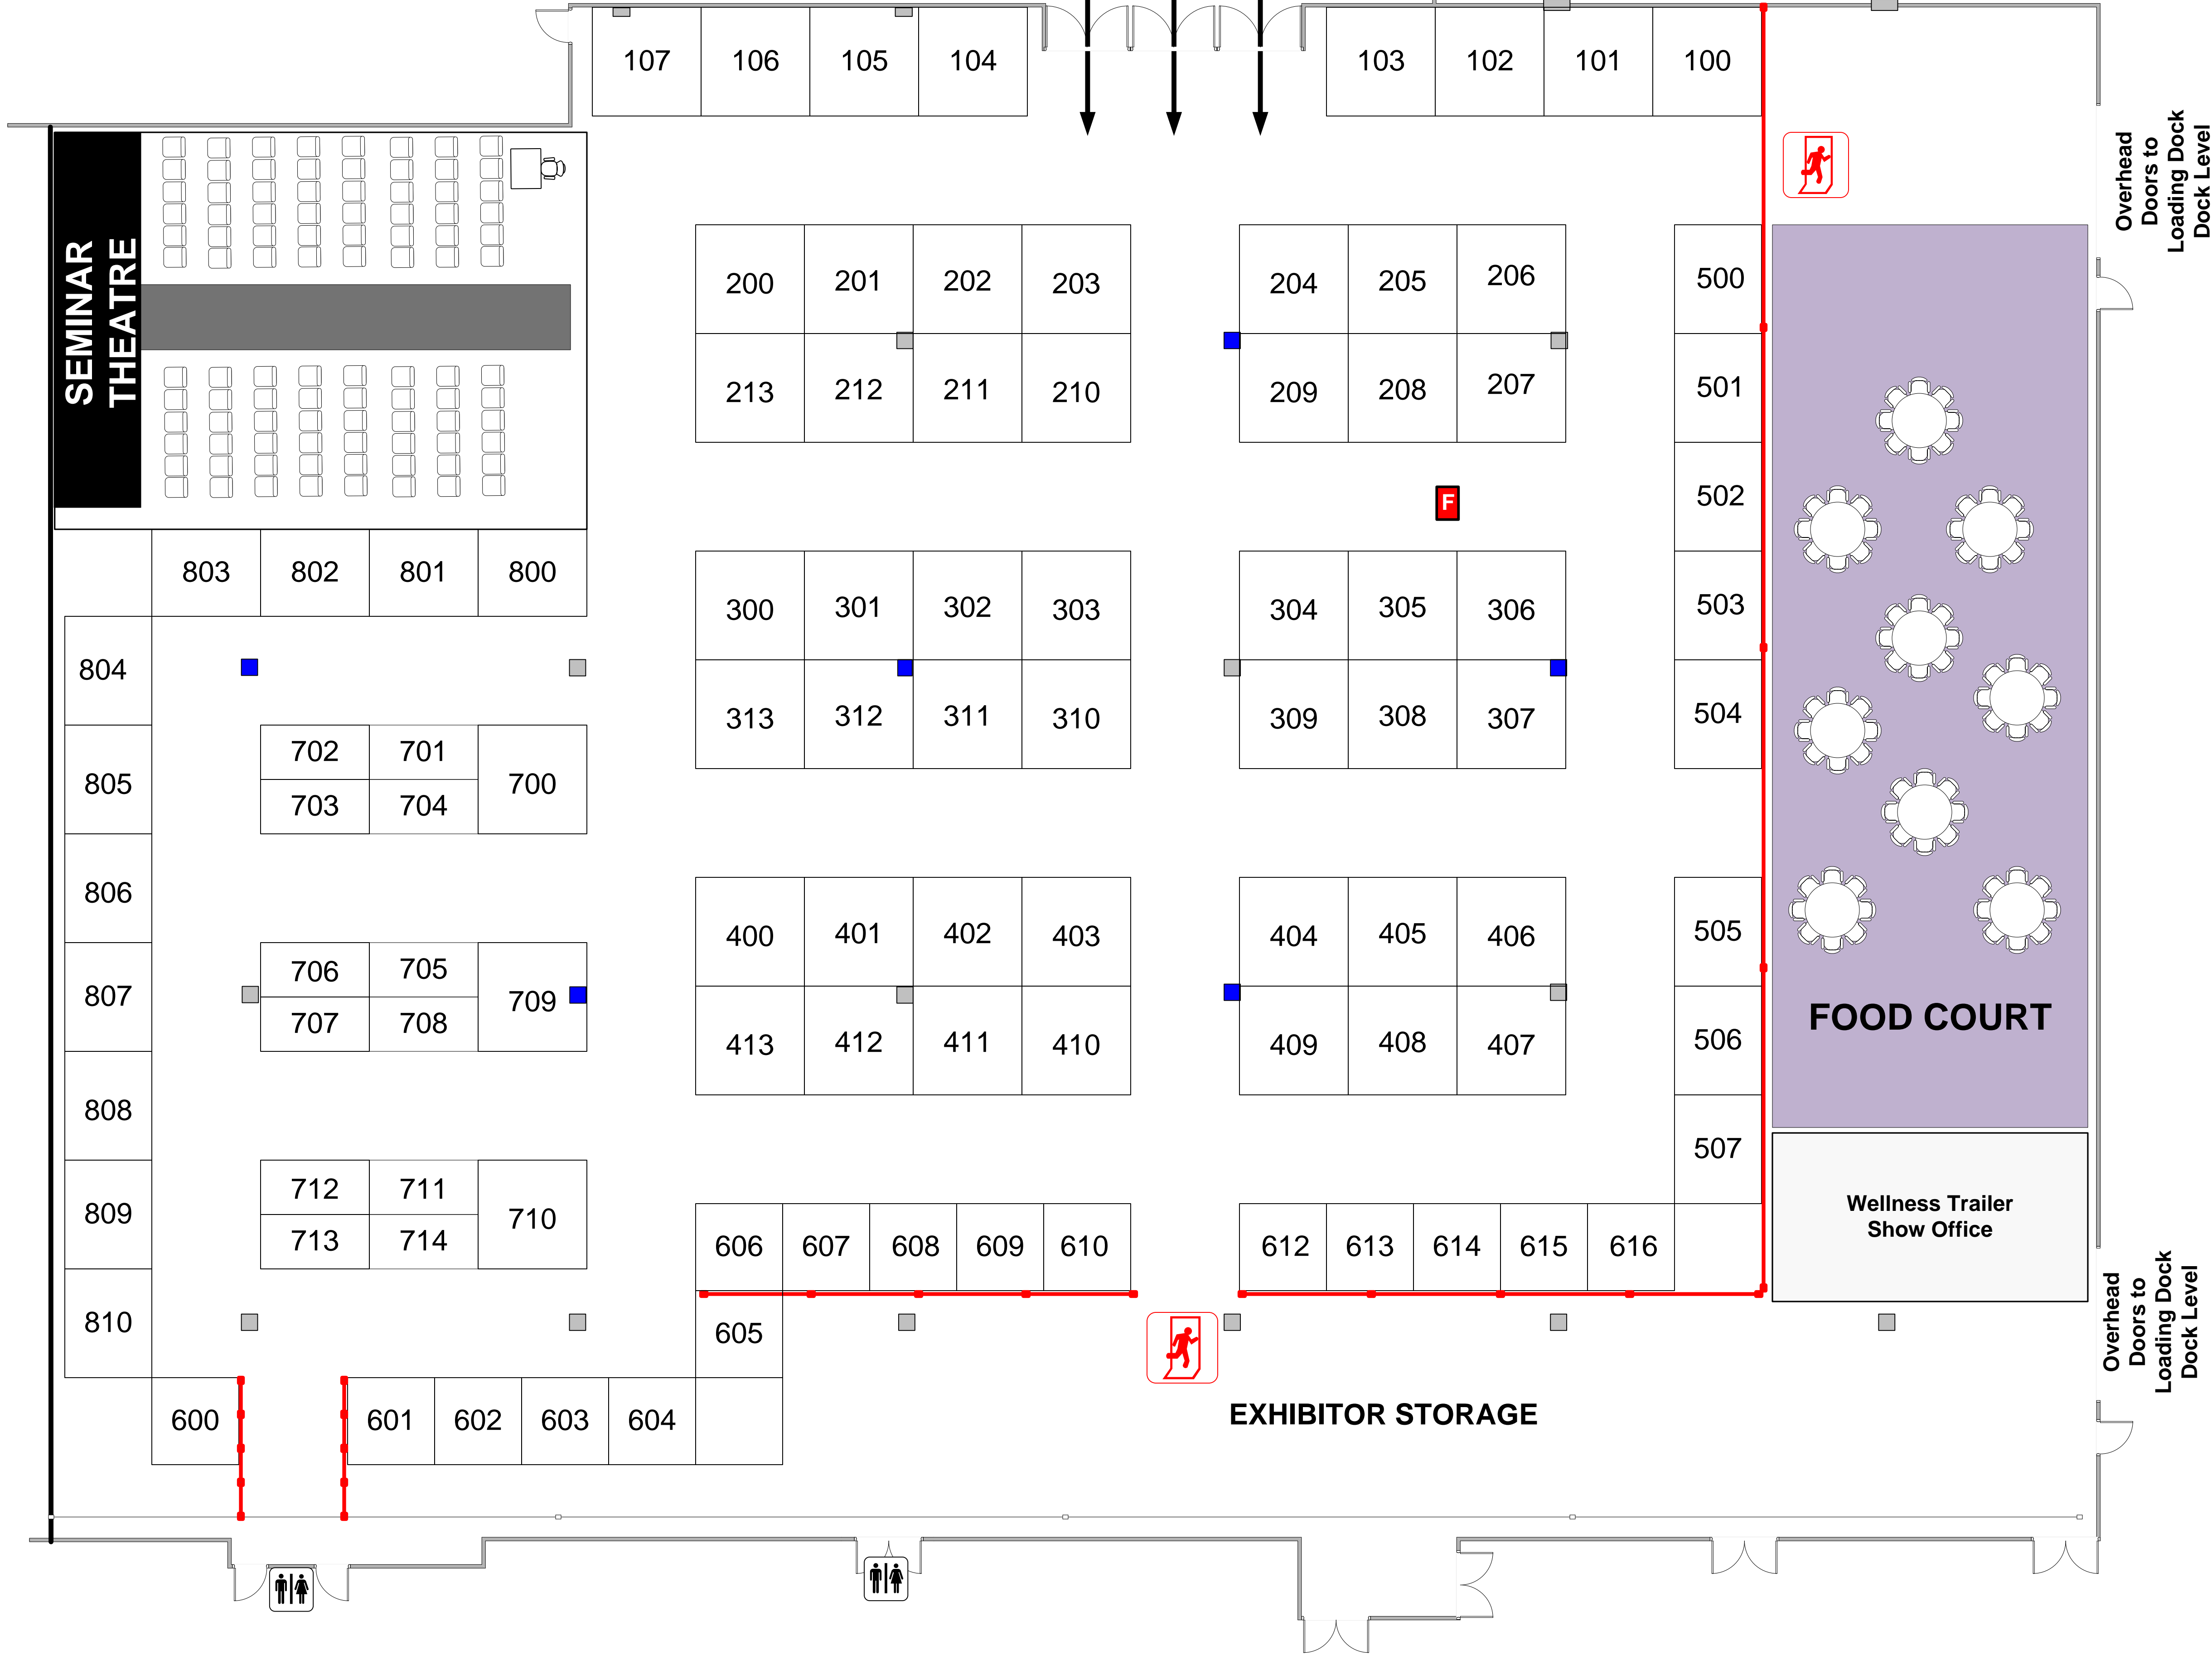 107 106 105 104 103 102 101 100
Overhead
Doors to
Loading Dock
Dock Level
SEMINAR
THEATRE
200 201 202 203 204 205 206 500
213 212 211 210 209 208 207 501
F
502
803 802 801 800
300 301 302 303 304 305 306 503
804
313 312 311 310 309 308 307 504
805
702 701
700
703 704
806
400 401 402 403 404 405 406 505
807
706 705
709
707 708
FOOD COURT
413 412 411 410 409 408 407 506
808
507
809
712 711
710
713 714
Wellness Trailer
Show Office
606 607 608 609 610 612 613 614 615 616
810
605
Overhead
Doors to
Loading Dock
Dock Level
600 601 602 603 604
EXHIBITOR STORAGE